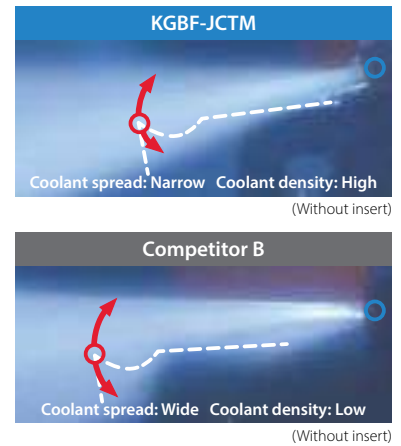 KGBF-JCTM
Coolant spread: Narrow Coolant density: High
(Without insert)
Competitor B
Coolant spread: Wide Coolant density: Low
(Without insert)